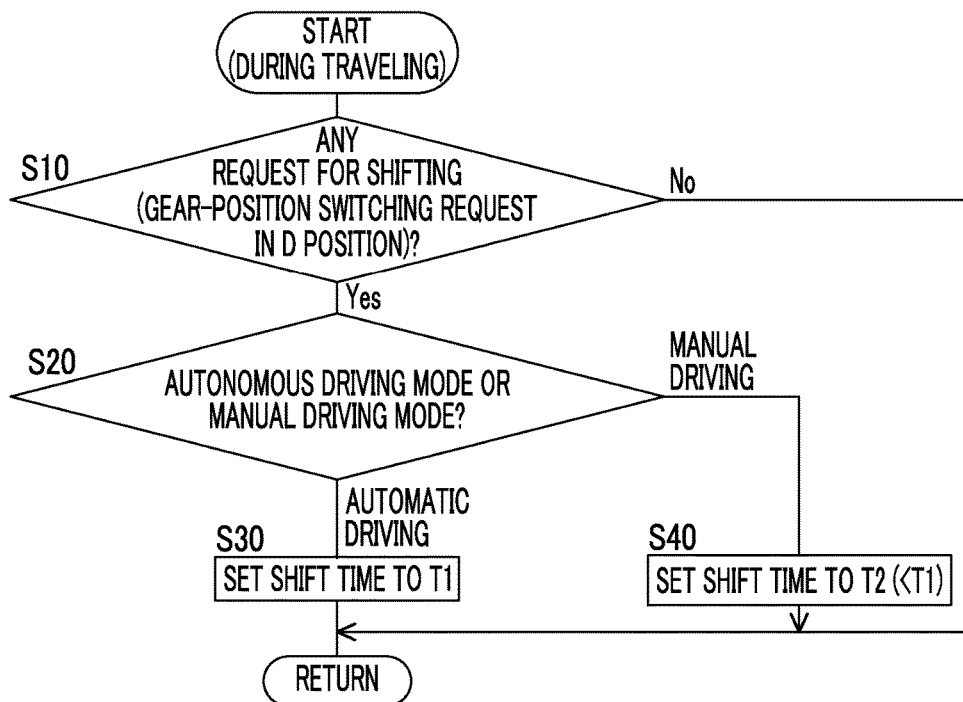 START
(DURING TRAVELING)
S10
ANY
REQUEST FOR SHIFTING
(GEAR-POSITION SWITCHING REQUEST
IN D POSITION)?
No
Yes
S20
AUTONOMOUS DRIVING MODE OR
MANUAL DRIVING MODE?
MANUAL
DRIVING
AUTOMATIC
DRIVING
S30
SET SHIFT TIME TO T1
S40
SET SHIFT TIME TO T2 (<T1)
RETURN